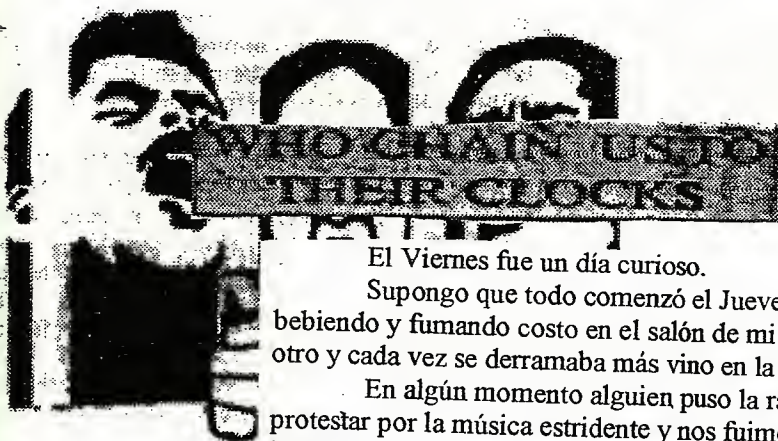 WHO CHAIN US TO
THEIR CLOCKS
El Viernes fue un día curioso.
Supongo que todo comenzó el Jueve
bebiendo y fumando costo en el salón de mi
otro y cada vez se derramaba más vino en la
En algún momento alguien puso la ra
protestar por la música estridente y nos fuim